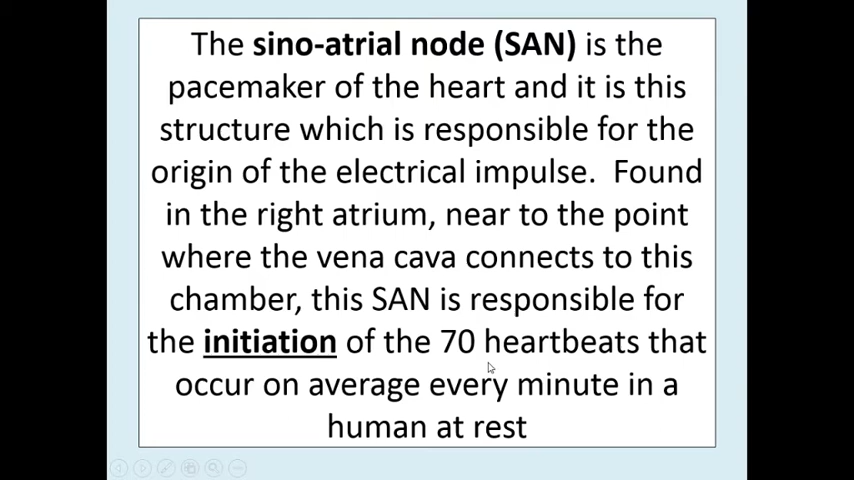 The sino-atrial node (SAN) is the
pacemaker of the heart and it is this
structure which is responsible for the
origin of the electrical impulse.  Found
in the right atrium, near to the point
where the vena cava connects to this
chamber, this SAN is responsible for
the initiation of the 70 heartbeats that
occur on average every minute in a
human at rest